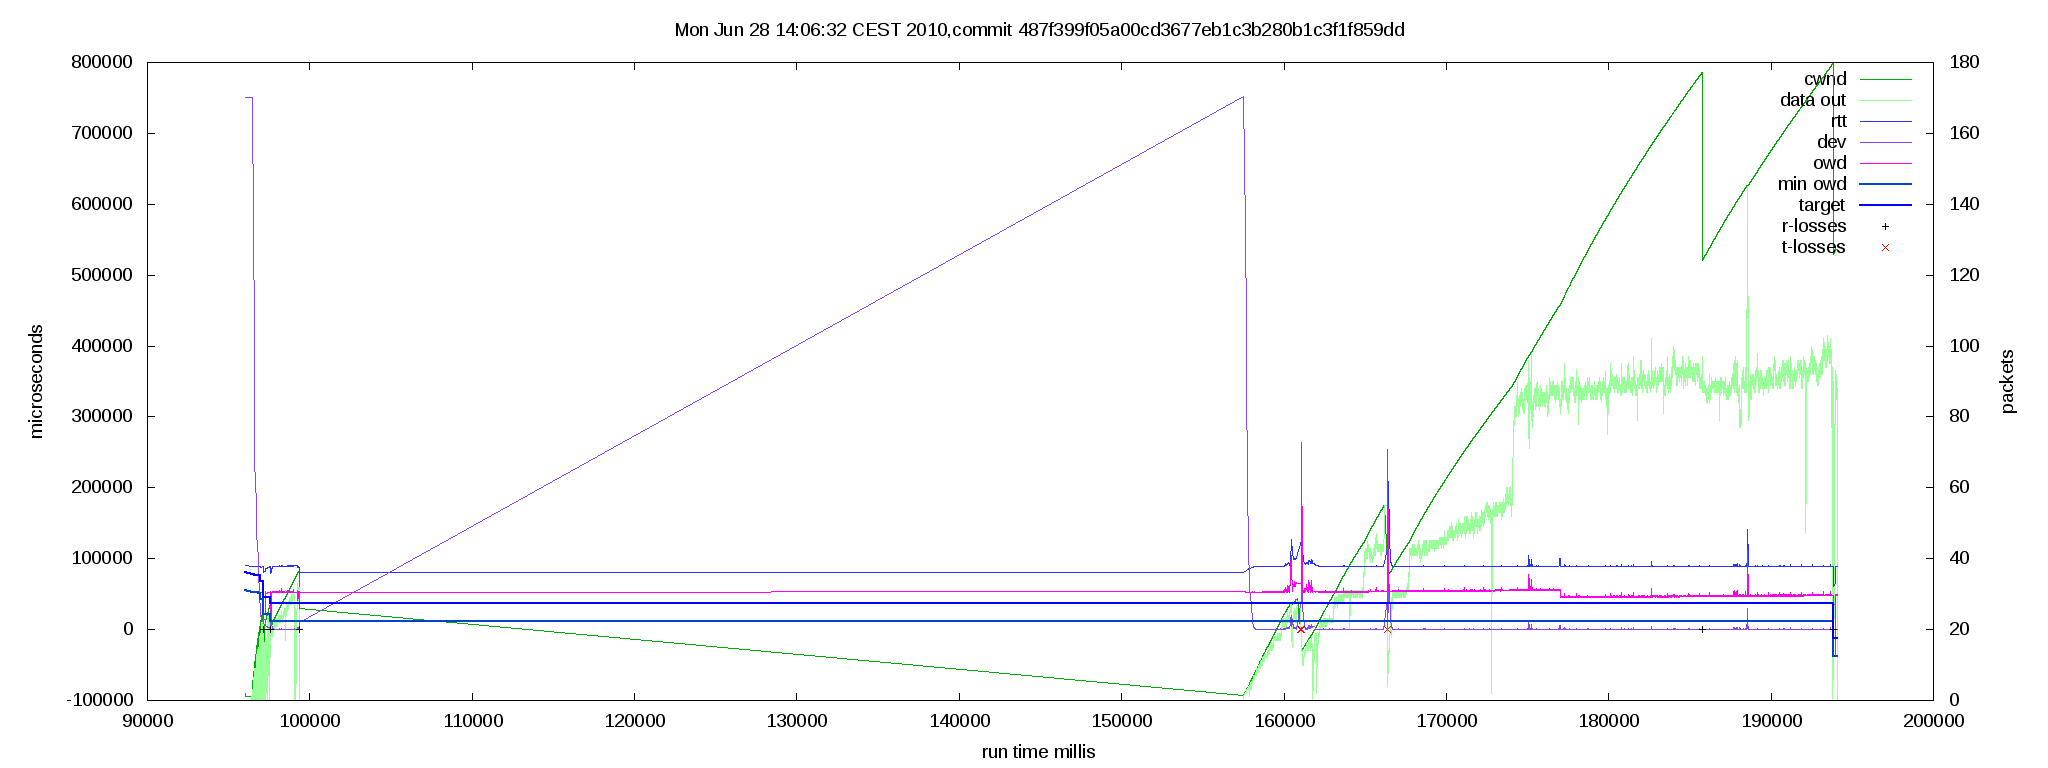 Mon Jun 28 14:06:32 CEST 2010,commit 487f399f05a00cd3677eb1c3b280b1c3f1f859dd
800000
700000
600000
500000
400000
300000
200000
100000
0
-100000
microseconds
180
160
140
120
100
80
60
40
20
0
packets
cwnd
data out
rtt
dev
owd
min owd
target
r-losses
t-losses
90000 100000 110000 120000 130000 140000 150000 160000 170000 180000 190000 200000
run time millis